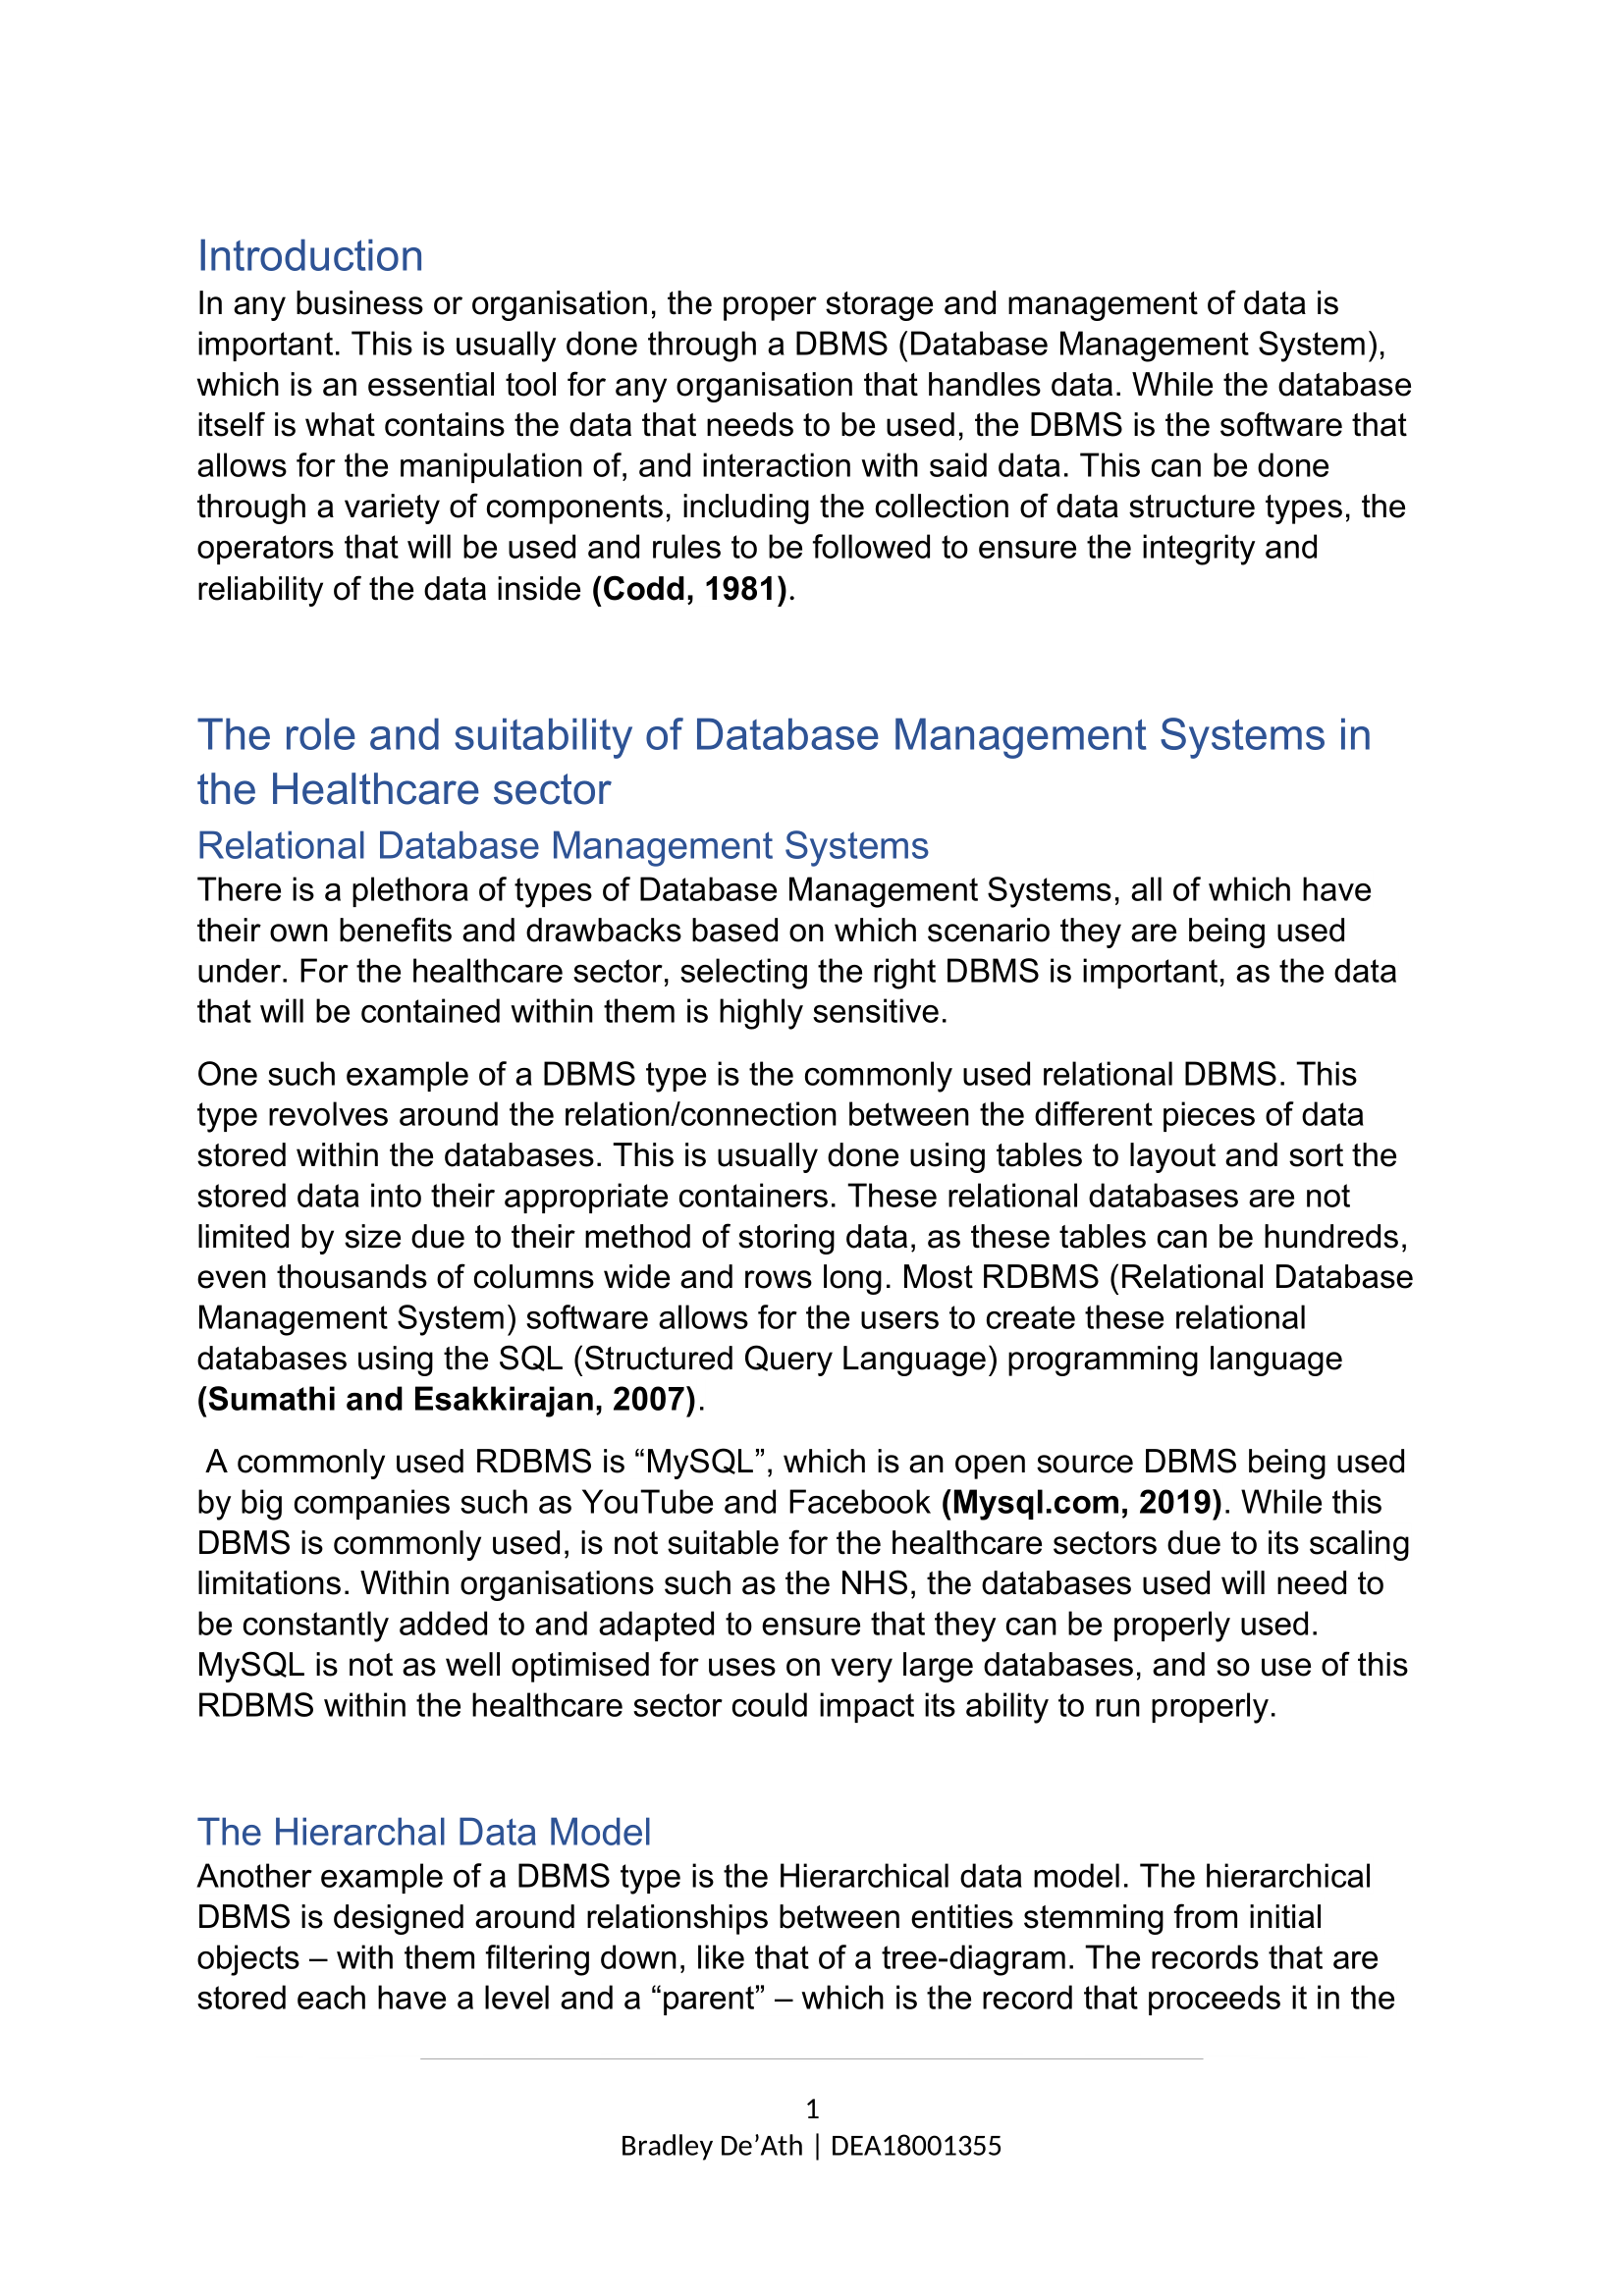 Introduction
In any business or organisation, the proper storage and management of data is
important. This is usually done through a DBMS (Database Management System),
which is an essential tool for any organisation that handles data. While the database
itself is what contains the data that needs to be used, the DBMS is the software that
allows for the manipulation of, and interaction with said data. This can be done
through a variety of components, including the collection of data structure types, the
operators that will be used and rules to be followed to ensure the integrity and
reliability of the data inside (Codd, 1981).
The role and suitability of Database Management Systems in
the Healthcare sector
Relational Database Management Systems
There is a plethora of types of Database Management Systems, all of which have
their own benefits and drawbacks based on which scenario they are being used
under. For the healthcare sector, selecting the right DBMS is important, as the data
that will be contained within them is highly sensitive.
One such example of a DBMS type is the commonly used relational DBMS. This
type revolves around the relation/connection between the different pieces of data
stored within the databases. This is usually done using tables to layout and sort the
stored data into their appropriate containers. These relational databases are not
limited by size due to their method of storing data, as these tables can be hundreds,
even thousands of columns wide and rows long. Most RDBMS (Relational Database
Management System) software allows for the users to create these relational
databases using the SQL (Structured Query Language) programming language
(Sumathi and Esakkirajan, 2007).
A commonly used RDBMS is “MySQL”, which is an open source DBMS being used
by big companies such as YouTube and Facebook (Mysql.com, 2019). While this
DBMS is commonly used, is not suitable for the healthcare sectors due to its scaling
limitations. Within organisations such as the NHS, the databases used will need to
be constantly added to and adapted to ensure that they can be properly used.
MySQL is not as well optimised for uses on very large databases, and so use of this
RDBMS within the healthcare sector could impact its ability to run properly.
The Hierarchal Data Model
Another example of a DBMS type is the Hierarchical data model. The hierarchical
DBMS is designed around relationships between entities stemming from initial
objects – with them filtering down, like that of a tree-diagram. The records that are
stored each have a level and a “parent” – which is the record that proceeds it in the
1
Bradley De’Ath | DEA18001355